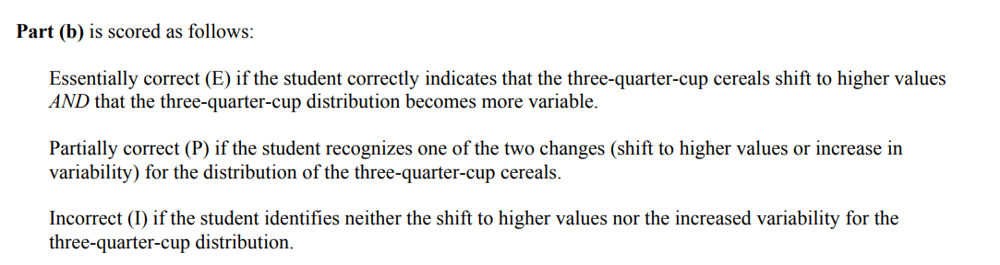 Part (b) is scored as follows:
Essentially correct (E) if the student correctly indicates that the three-quarter-cup cereals shift to higher values
AND that the three-quarter-cup distribution becomes more variable.
Partially correct (P) if the student recognizes one of the two changes (shift to higher values or increase in
variability) for the distribution of the three-quarter-cup cereals.
Incorrect (I) if the student identifies neither the shift to higher values nor the increased variability for the
three-quarter-cup distribution.